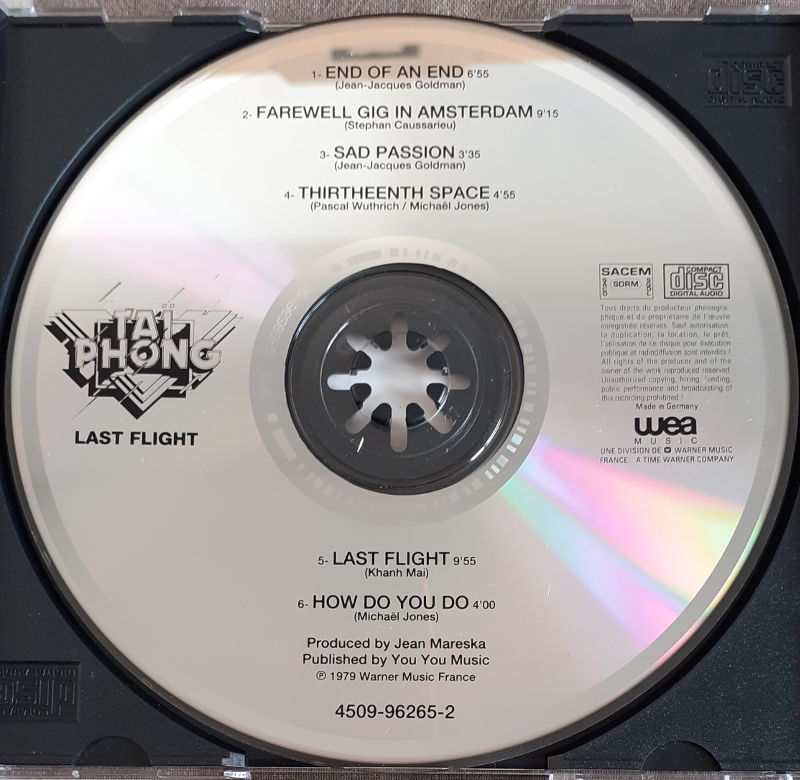 1- END OF AN END 6'55
(Jean-Jacques Goldman)
2- FAREWELL GIG IN AMSTERDAM 9'15
(Stephan Caussarieu)
3- SAD PASSION 3'35
(Jean-Jacques Goldman)
4- THIRTHEENTH SPACE 4'55
(Pascal Wuthrich / Michaël Jones)
TAÏ
PHONG
LAST FLIGHT
SACEM
SDRM
COMPACT
disc
DIGITAL AUDIO
Tous droits du producteur phonogra-
phique et du propriétaire de l'œuvre
enregistrée réservés. Sauf autorisation,
la duplication, la location, le prêt,
l'utilisation de ce disque pour exécution
publique et radiodiffusion sont interdits !
All rights of the producer and of the
owner of the work reproduced reserved.
Unauthorized copying, hiring, lending,
public performance and broadcasting of
this recording prohibited !
Made in Germany
wea
MUSIC
UNE DIVISION DE WARNER MUSIC
FRANCE A TIME WARNER COMPANY
5- LAST FLIGHT 9'55
(Khanh Mai)
6- HOW DO YOU DO 4'00
(Michaël Jones)
Produced by Jean Mareska
Published by You You Music
℗ 1979 Warner Music France
4509-96265-2
disc
DIGITAL AUDIO